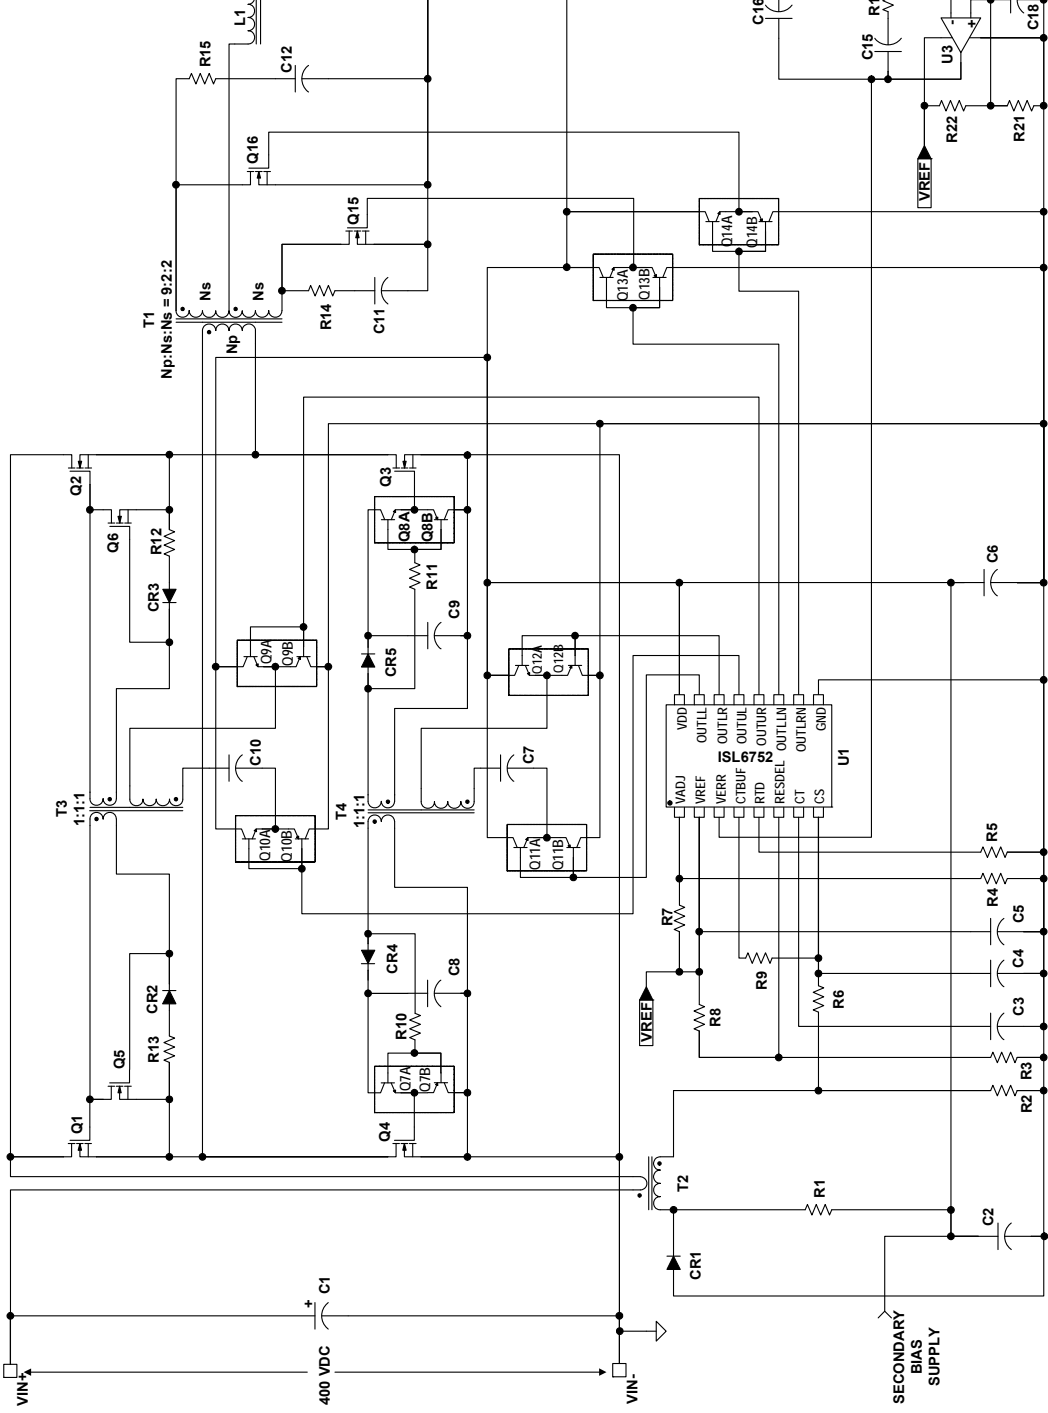 L1
C16
R1
C18
U3
R15
C12
C15
R22
R21
VREF
Q16
Q15
T1
Np:Ns:Ns = 9:2:2
Ns
Ns
Np
R14
C11
Q14A
Q14B
Q13A
Q13B
Q2
Q6
R12
CR3
Q3
Q8A
Q8B
R11
C9
CR5
C6
Q9A
Q9B
Q12A
Q12B
C10
C7
T3
1:1:1
T4
1:1:1
Q10A
Q10B
Q11A
Q11B
VDD
OUTLL
OUTLR
OUTUL
OUTUR
OUTLLN
OUTLRN
GND
ISL6752
U1
VADJ
VREF
VERR
CTBUF
RTD
RESDEL
CT
CS
R5
R4
R7
C5
C4
R9
C3
R6
VREF
R8
R3
R2
CR2
R13
Q5
Q1
CR4
C8
R10
Q7A
Q7B
Q4
T2
R1
C2
CR1
SECONDARY
BIAS
SUPPLY
+
C1
VIN+
400 VDC
VIN-
-
+